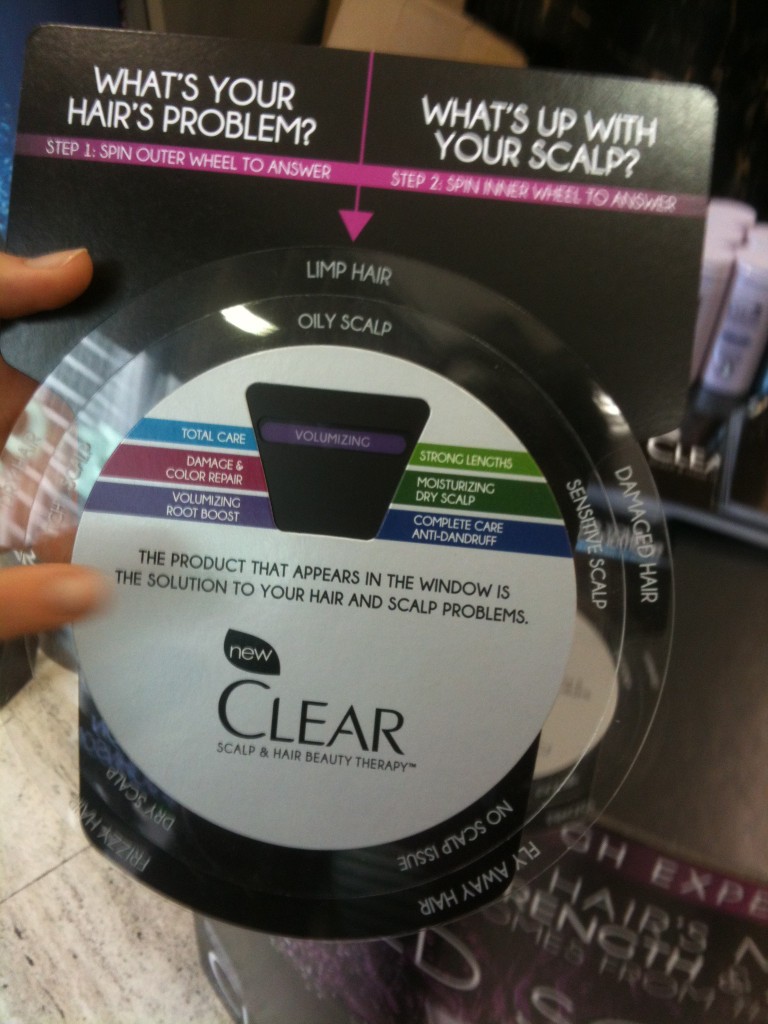 WHAT'S YOUR
HAIR'S PROBLEM?
STEP 1: SPIN OUTER WHEEL TO ANSWER
WHAT'S UP WITH
YOUR SCALP?
STEP 2: SPIN INNER WHEEL TO ANSWER
LIMP HAIR
OILY SCALP
VOLUMIZING
TOTAL CARE
DAMAGE &
COLOR REPAIR
VOLUMIZING
ROOT BOOST
STRONG LENGTHS
MOISTURIZING
DRY SCALP
COMPLETE CARE
ANTI-DANDRUFF
DAMAGED HAIR
SENSITIVE SCALP
THE PRODUCT THAT APPEARS IN THE WINDOW IS
THE SOLUTION TO YOUR HAIR AND SCALP PROBLEMS.
new
CLEAR
SCALP & HAIR BEAUTY THERAPY™
DRY SCALP
FRIZZY HAIR
NO SCALP ISSUE
FLY AWAY HAIR
HAIR'S